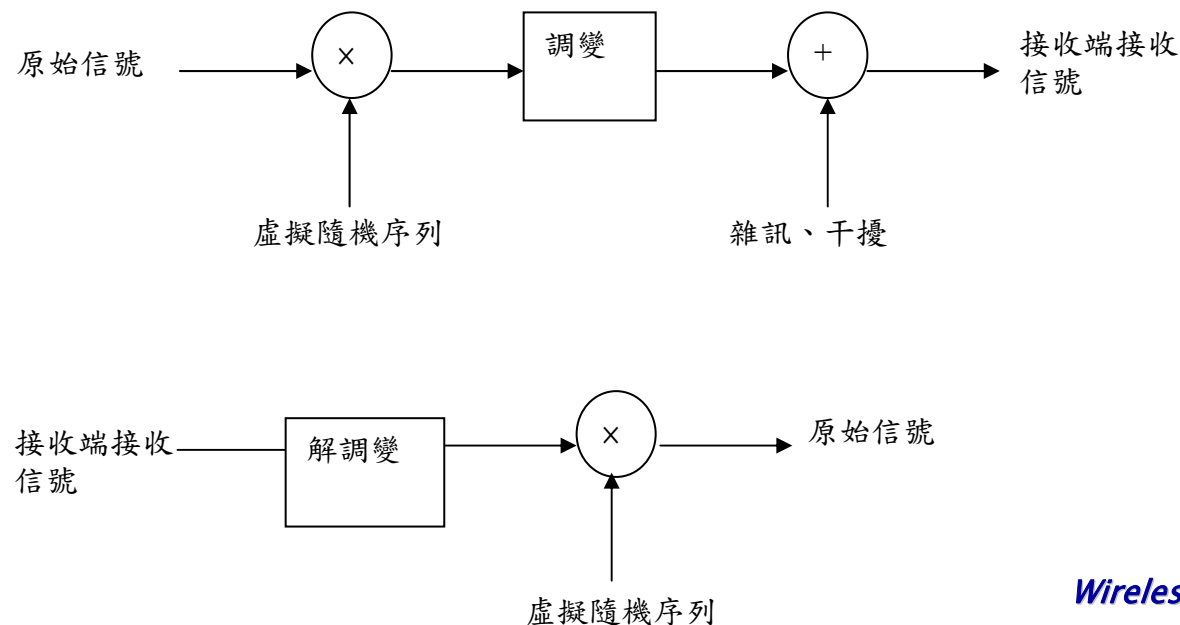 原始信號
×
調變
+
接收端接收
信號
虛擬隨機序列
雜訊、干擾
接收端接收
信號
解調變
×
原始信號
虛擬隨機序列
Wireles